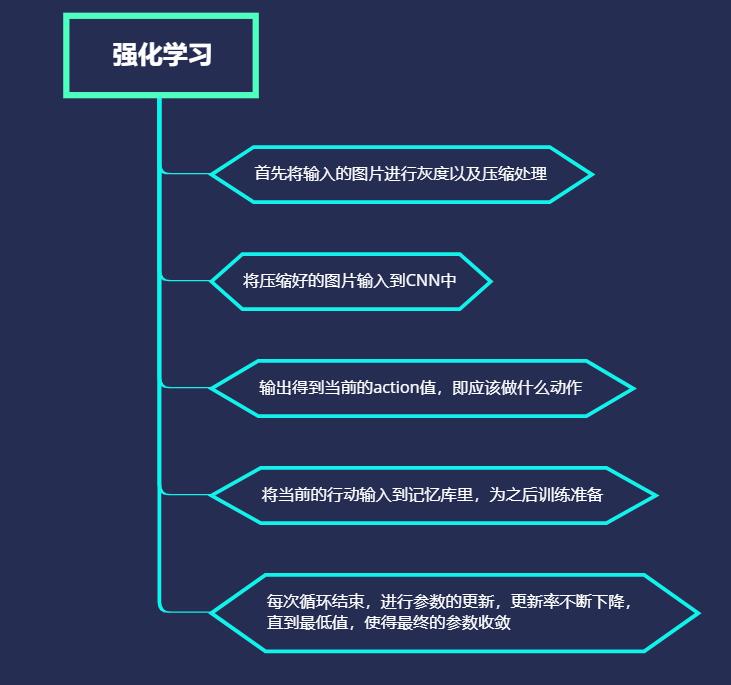 强化学习
首先将输入的图片进行灰度以及压缩处理
将压缩好的图片输入到CNN中
输出得到当前的action值，即应该做什么动作
将当前的行动输入到记忆库里，为之后训练准备
每次循环结束，进行参数的更新，更新率不断下降，
直到最低值，使得最终的参数收敛